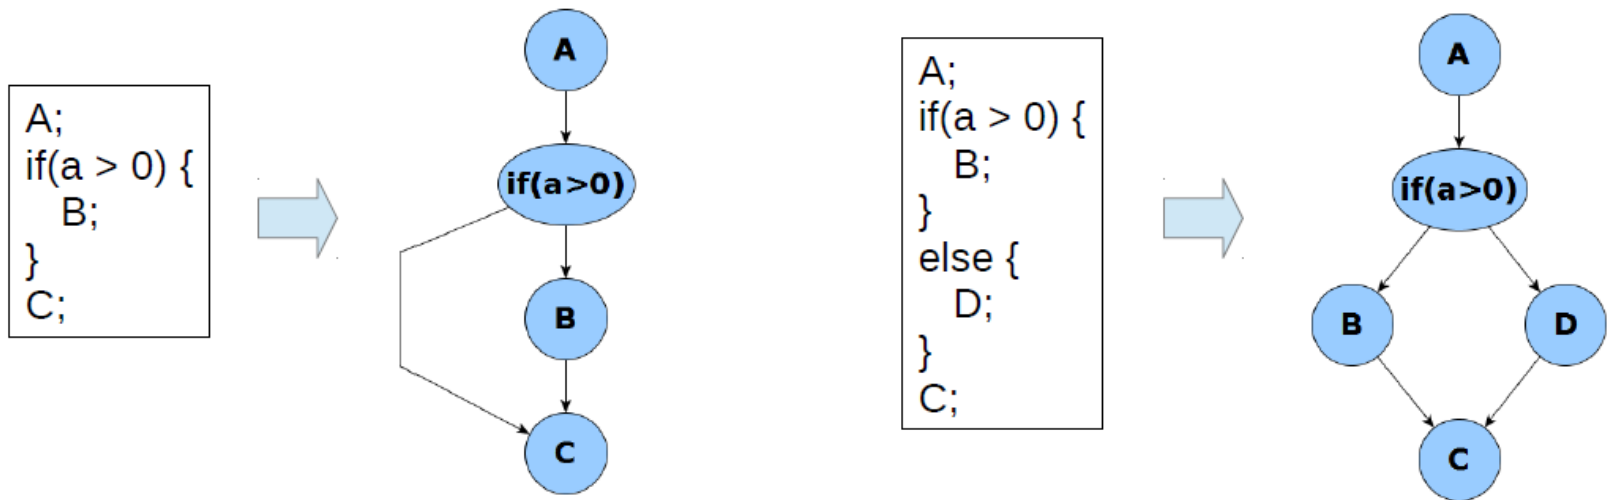 A;
if(a > 0) {
B;
}
C;
A
if(a>0)
B
C
A;
if(a > 0) {
B;
}
else {
D;
}
C;
A
if(a>0)
B D
C